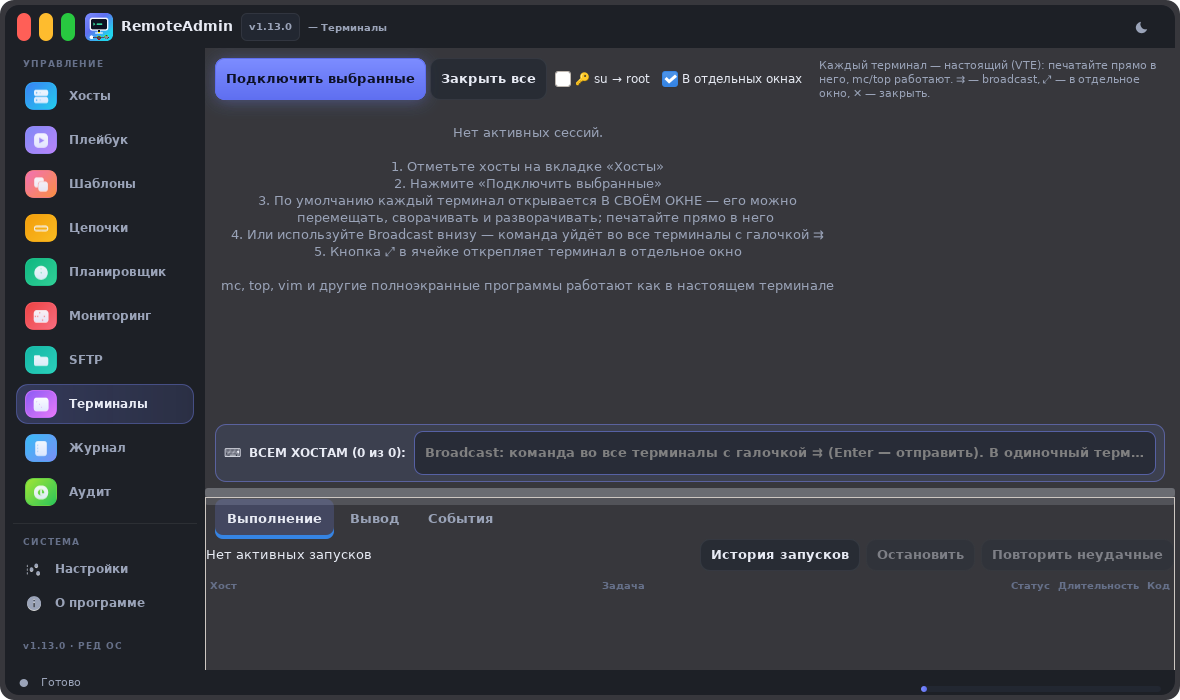 RemoteAdmin v1.13.0 — Терминалы
УПРАВЛЕНИЕ
Хосты
Плейбук
Шаблоны
Цепочки
Планировщик
Мониторинг
SFTP
Терминалы
Журнал
Аудит
СИСТЕМА
Настройки
О программе
v1.13.0 · РЕД ОС
Готово
Подключить выбранные Закрыть все 🔑 su → root В отдельных окнах
Каждый терминал — настоящий (VTE): печатайте прямо в
него, mc/top работают. ⇉ — broadcast, ⤢ — в отдельное
окно, ✕ — закрыть.
Нет активных сессий.
1. Отметьте хосты на вкладке «Хосты»
2. Нажмите «Подключить выбранные»
3. По умолчанию каждый терминал открывается В СВОЁМ ОКНЕ — его можно
перемещать, сворачивать и разворачивать; печатайте прямо в него
4. Или используйте Broadcast внизу — команда уйдёт во все терминалы с галочкой ⇉
5. Кнопка ⤢ в ячейке открепляет терминал в отдельное окно
mc, top, vim и другие полноэкранные программы работают как в настоящем терминале
⌨ ВСЕМ ХОСТАМ (0 из 0): Broadcast: команда во все терминалы с галочкой ⇉ (Enter — отправить). В одиночный терм…
Выполнение Вывод События
Нет активных запусков История запусков Остановить Повторить неудачные
Хост Задача Статус Длительность Код